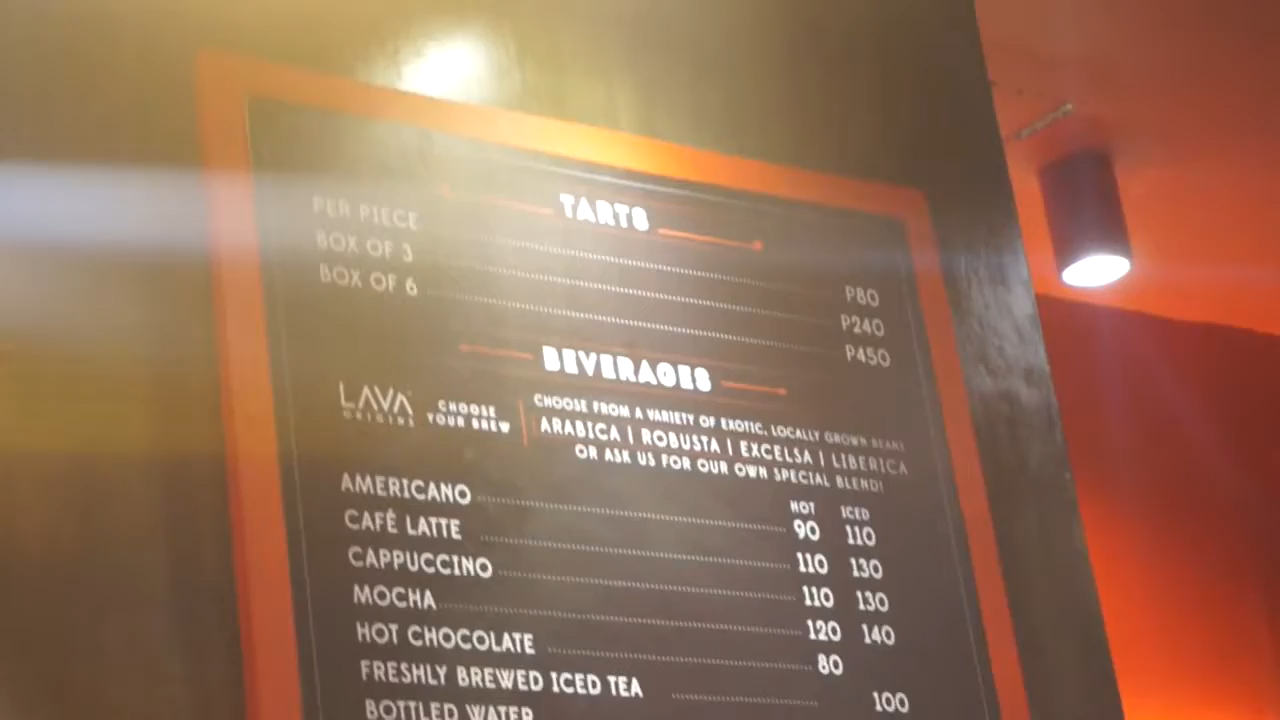 TARTS
PER PIECE P80
BOX OF 3 P240
BOX OF 6 P450
BEVERAGES
LAVA
ORIGINS
CHOOSE
YOUR BREW
CHOOSE FROM A VARIETY OF EXOTIC, LOCALLY GROWN BEANS
ARABICA | ROBUSTA | EXCELSA | LIBERICA
OR ASK US FOR OUR OWN SPECIAL BLEND!
HOT ICED
AMERICANO 90 110
CAFÉ LATTE 110 130
CAPPUCCINO 110 130
MOCHA 120 140
HOT CHOCOLATE 80
FRESHLY BREWED ICED TEA 100
BOTTLED WATER